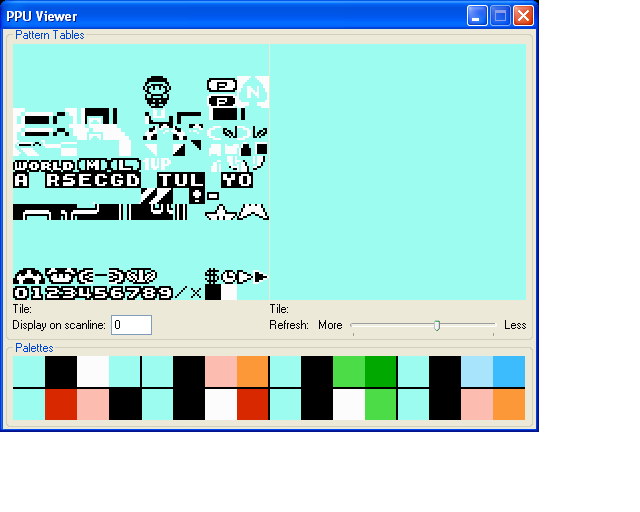 PPU Viewer
Pattern Tables
P
N
P
WORLD M L 1UP
A RSECGD TUL YO
$
0123456789/×
Tile: Tile:
Display on scanline: 0 Refresh: More Less
Palettes